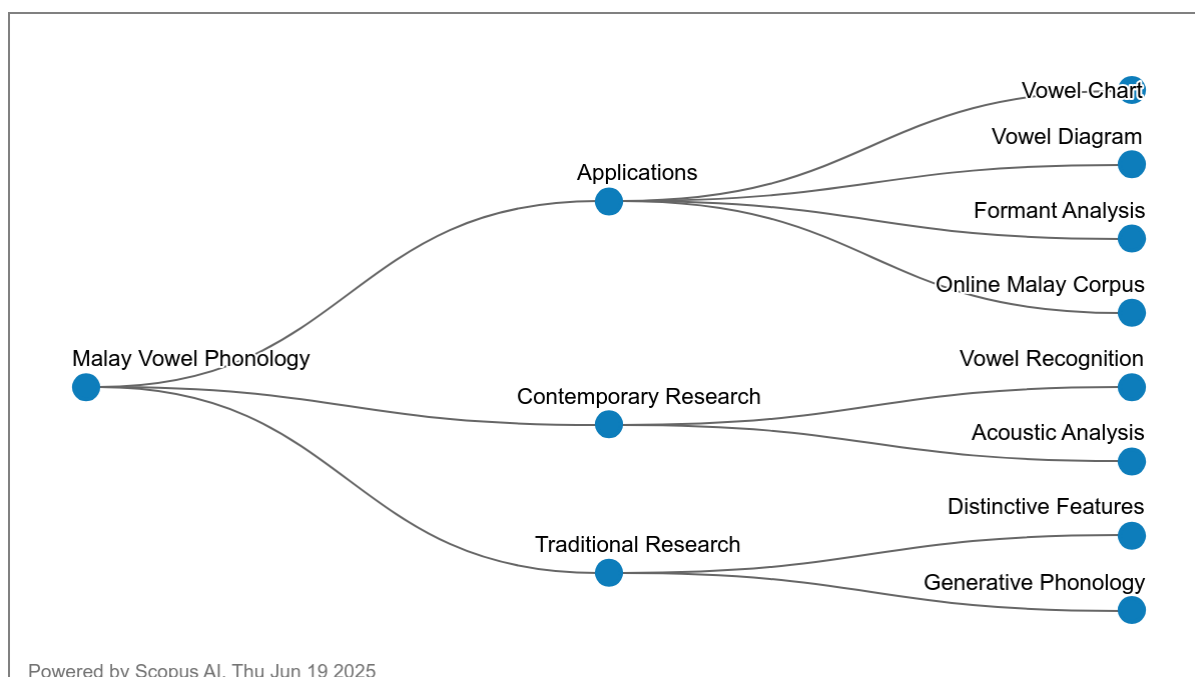 Vowel Chart
Vowel Diagram
Applications
Formant Analysis
Online Malay Corpus
Malay Vowel Phonology
Vowel Recognition
Contemporary Research
Acoustic Analysis
Distinctive Features
Traditional Research
Generative Phonology
Powered by Scopus AI, Thu Jun 19 2025